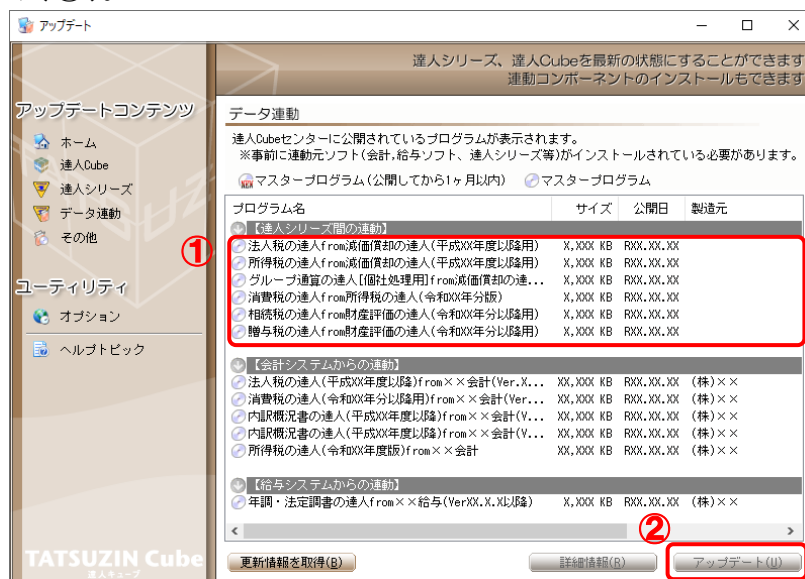 アップデート
達人シリーズ、達人Cubeを最新の状態にすることができます
連動コンポーネントのインストールもできます
アップデートコンテンツ
ホーム
達人Cube
達人シリーズ
データ連動
その他
ユーティリティ
オプション
ヘルプトピック
データ連動
達人Cubeセンターに公開されているプログラムが表示されます。
※事前に連動元ソフト(会計,給与ソフト、達人シリーズ等)がインストールされている必要があります。
マスタープログラム(公開してから1ヶ月以内) マスタープログラム
プログラム名 サイズ 公開日 製造元
【達人シリーズ間の連動】
①
法人税の達人from減価償却の達人(平成XX年度以降用) X,XXX KB RXX.XX.XX
所得税の達人from減価償却の達人(平成XX年度以降用) X,XXX KB RXX.XX.XX
グループ通算の達人[個社処理用]from減価償却の達... X,XXX KB RXX.XX.XX
消費税の達人from所得税の達人(令和XX年分版) X,XXX KB RXX.XX.XX
相続税の達人from財産評価の達人(令和XX年分以降用) X,XXX KB RXX.XX.XX
贈与税の達人from財産評価の達人(令和XX年分以降用) X,XXX KB RXX.XX.XX
【会計システムからの連動】
法人税の達人(平成XX年度以降)from××会計(Ver.X... XX,XXX KB RXX.XX.XX (株)××
消費税の達人(令和XX年分以降用)from××会計(Ver... XX,XXX KB RXX.XX.XX (株)××
内訳概況書の達人(平成XX年度以降)from××会計(V... XX,XXX KB RXX.XX.XX (株)××
内訳概況書の達人(平成XX年度以降)from××会計(V... XX,XXX KB RXX.XX.XX (株)××
所得税の達人(令和XX年度版)from××会計 XX,XXX KB RXX.XX.XX (株)××
【給与システムからの連動】
年調・法定調書の達人from××給与(VerXX.X.X以降) X,XXX KB RXX.XX.XX (株)××
②
更新情報を取得(B) 詳細情報(R) アップデート(U)
TATSUZIN Cube
達人キューブ